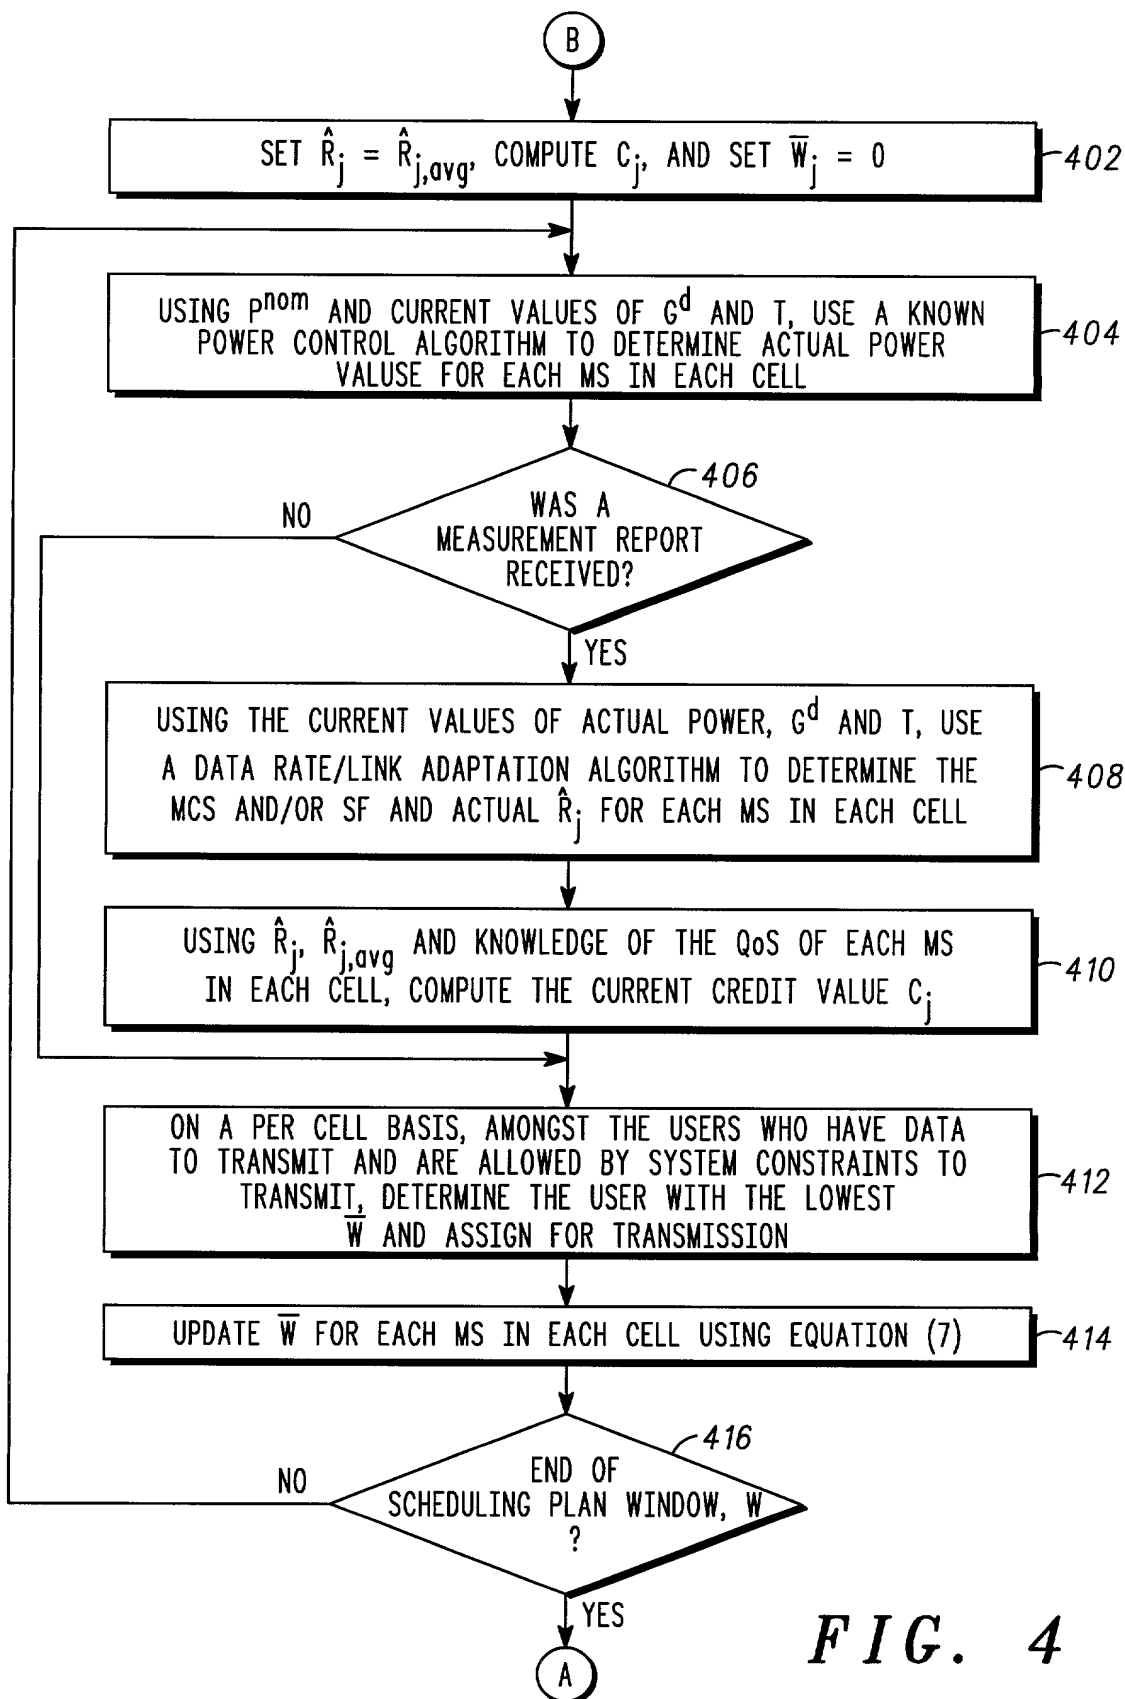 B
SET R̂j = R̂j,avg, COMPUTE Cj, AND SET W̅j = 0
402
USING Pnom AND CURRENT VALUES OF Gd AND T, USE A KNOWN
POWER CONTROL ALGORITHM TO DETERMINE ACTUAL POWER
VALUSE FOR EACH MS IN EACH CELL
404
406
WAS A
MEASUREMENT REPORT
RECEIVED?
NO
YES
USING THE CURRENT VALUES OF ACTUAL POWER, Gd AND T, USE
A DATA RATE/LINK ADAPTATION ALGORITHM TO DETERMINE THE
MCS AND/OR SF AND ACTUAL R̂j FOR EACH MS IN EACH CELL
408
USING R̂j, R̂j,avg AND KNOWLEDGE OF THE QoS OF EACH MS
IN EACH CELL, COMPUTE THE CURRENT CREDIT VALUE Cj
410
ON A PER CELL BASIS, AMONGST THE USERS WHO HAVE DATA
TO TRANSMIT AND ARE ALLOWED BY SYSTEM CONSTRAINTS TO
TRANSMIT, DETERMINE THE USER WITH THE LOWEST
W̅ AND ASSIGN FOR TRANSMISSION
412
UPDATE W̅ FOR EACH MS IN EACH CELL USING EQUATION (7)
414
416
END OF
SCHEDULING PLAN WINDOW, W
?
NO
YES
A
FIG. 4